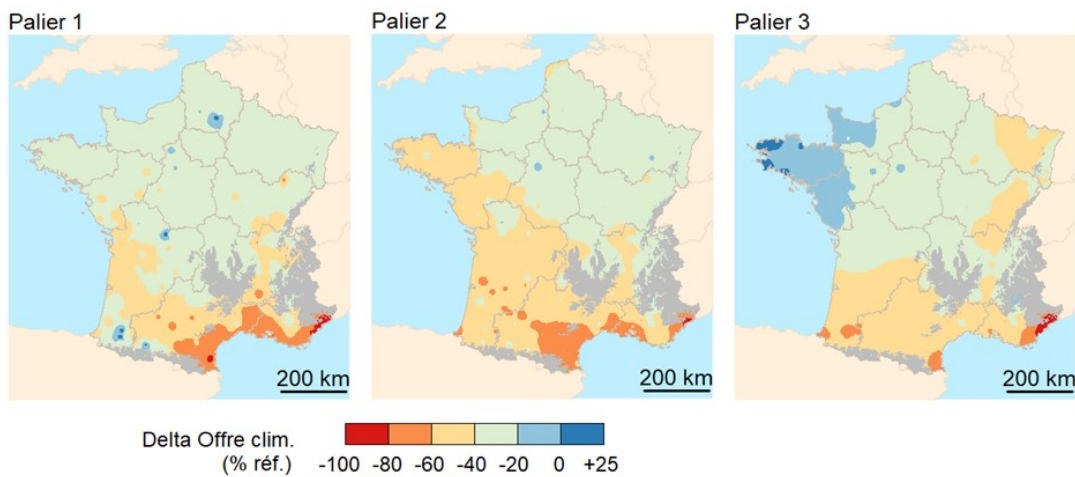 Palier 1
Palier 2
Palier 3
200 km
200 km
200 km
Delta Offre clim.
(% réf.)
-100 -80 -60 -40 -20 0 +25